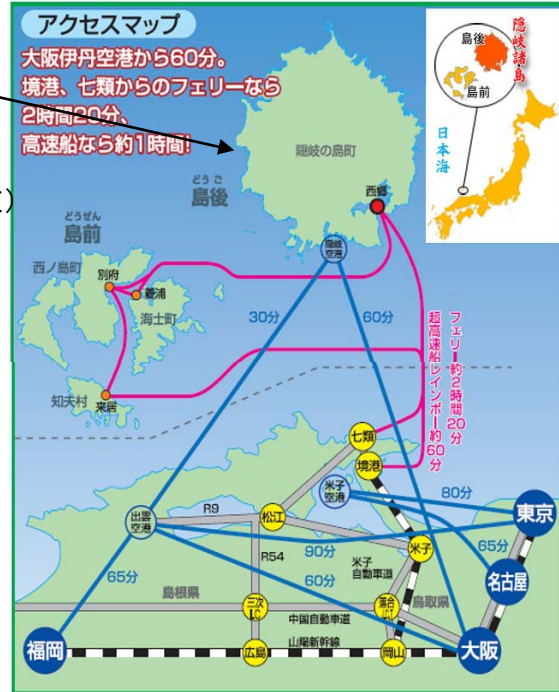 アクセスマップ
大阪伊丹空港から60分。
境港、七類からのフェリーなら
2時間20分、
高速船なら約1時間!
島後
島前
隠岐諸島
日本海
隠岐の島町
西郷
どうご
島後
どうぜん
島前
西ノ島町
別府
菱浦
海士町
知夫村
来居
隠岐空港
30分
60分
フェリー約2時間20分
超高速船レインボー約60分
七類
境港
米子空港
80分
東京
出雲空港
R9
松江
R54
90分
60分
米子
米子自動車道
65分
名古屋
65分
島根県
三次I.C
中国自動車道
鳥取県
山陽新幹線
福岡
広島
岡山
大阪